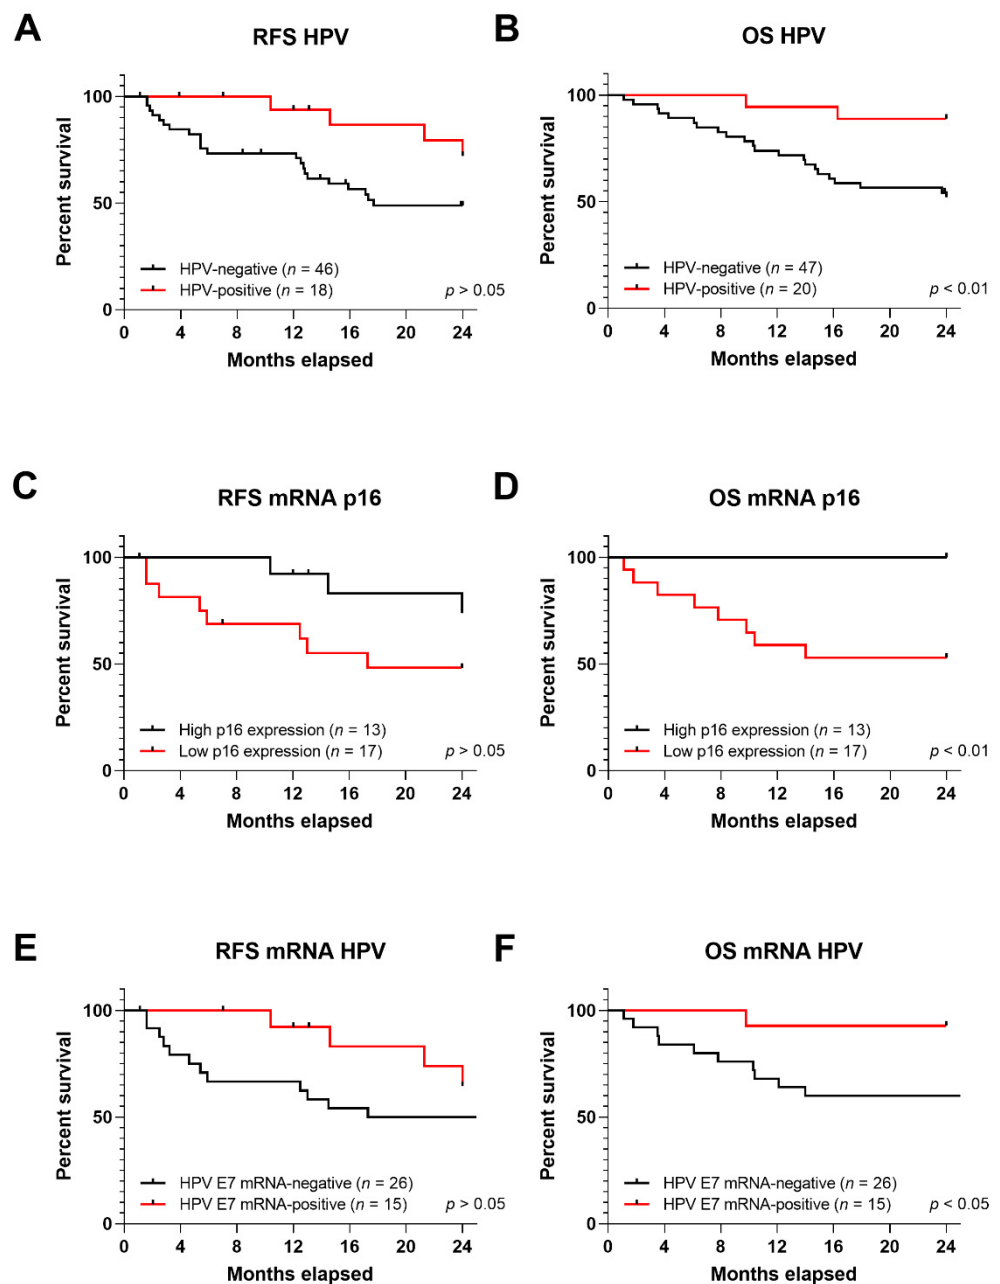 A
RFS HPV
Percent survival
100
50
0
HPV-negative (n = 46)
HPV-positive (n = 18)
p > 0.05
0 4 8 12 16 20 24
Months elapsed
B
OS HPV
Percent survival
100
50
0
HPV-negative (n = 47)
HPV-positive (n = 20)
p < 0.01
0 4 8 12 16 20 24
Months elapsed
C
RFS mRNA p16
Percent survival
100
50
0
High p16 expression (n = 13)
Low p16 expression (n = 17)
p > 0.05
0 4 8 12 16 20 24
Months elapsed
D
OS mRNA p16
Percent survival
100
50
0
High p16 expression (n = 13)
Low p16 expression (n = 17)
p < 0.01
0 4 8 12 16 20 24
Months elapsed
E
RFS mRNA HPV
Percent survival
100
50
0
HPV E7 mRNA-negative (n = 26)
HPV E7 mRNA-positive (n = 15)
p > 0.05
0 4 8 12 16 20 24
Months elapsed
F
OS mRNA HPV
Percent survival
100
50
0
HPV E7 mRNA-negative (n = 26)
HPV E7 mRNA-positive (n = 15)
p < 0.05
0 4 8 12 16 20 24
Months elapsed